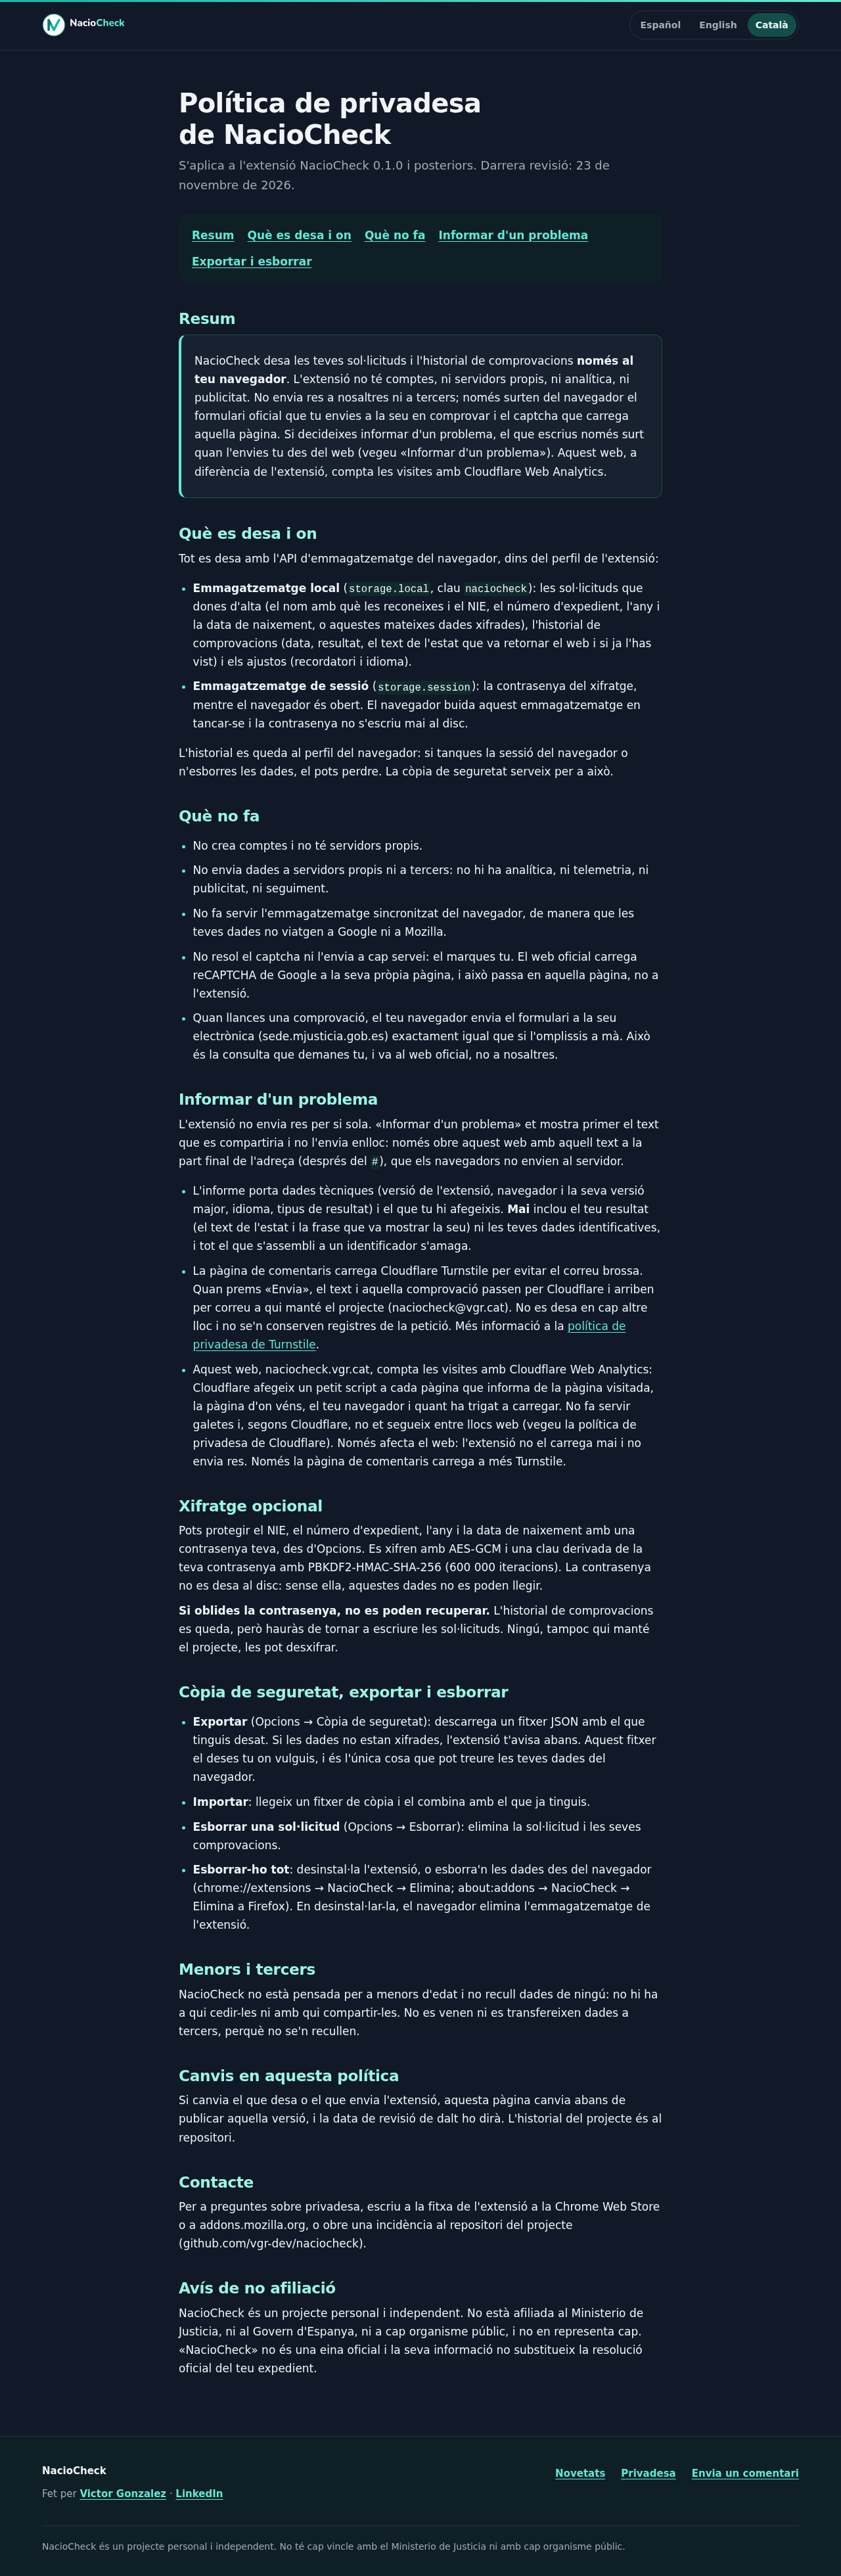 NacioCheck
Español English Català
Política de privadesa
de NacioCheck
S'aplica a l'extensió NacioCheck 0.1.0 i posteriors. Darrera revisió: 23 de
novembre de 2026.
Resum Què es desa i on Què no fa Informar d'un problema
Exportar i esborrar
Resum
NacioCheck desa les teves sol·licituds i l'historial de comprovacions només al
teu navegador. L'extensió no té comptes, ni servidors propis, ni analítica, ni
publicitat. No envia res a nosaltres ni a tercers; només surten del navegador el
formulari oficial que tu envies a la seu en comprovar i el captcha que carrega
aquella pàgina. Si decideixes informar d'un problema, el que escrius només surt
quan l'envies tu des del web (vegeu «Informar d'un problema»). Aquest web, a
diferència de l'extensió, compta les visites amb Cloudflare Web Analytics.
Què es desa i on
Tot es desa amb l'API d'emmagatzematge del navegador, dins del perfil de l'extensió:
• Emmagatzematge local (storage.local, clau naciocheck): les sol·licituds que
dones d'alta (el nom amb què les reconeixes i el NIE, el número d'expedient, l'any i
la data de naixement, o aquestes mateixes dades xifrades), l'historial de
comprovacions (data, resultat, el text de l'estat que va retornar el web i si ja l'has
vist) i els ajustos (recordatori i idioma).
• Emmagatzematge de sessió (storage.session): la contrasenya del xifratge,
mentre el navegador és obert. El navegador buida aquest emmagatzematge en
tancar-se i la contrasenya no s'escriu mai al disc.
L'historial es queda al perfil del navegador: si tanques la sessió del navegador o
n'esborres les dades, el pots perdre. La còpia de seguretat serveix per a això.
Què no fa
• No crea comptes i no té servidors propis.
• No envia dades a servidors propis ni a tercers: no hi ha analítica, ni telemetria, ni
publicitat, ni seguiment.
• No fa servir l'emmagatzematge sincronitzat del navegador, de manera que les
teves dades no viatgen a Google ni a Mozilla.
• No resol el captcha ni l'envia a cap servei: el marques tu. El web oficial carrega
reCAPTCHA de Google a la seva pròpia pàgina, i això passa en aquella pàgina, no a
l'extensió.
• Quan llances una comprovació, el teu navegador envia el formulari a la seu
electrònica (sede.mjusticia.gob.es) exactament igual que si l'omplissis a mà. Això
és la consulta que demanes tu, i va al web oficial, no a nosaltres.
Informar d'un problema
L'extensió no envia res per si sola. «Informar d'un problema» et mostra primer el text
que es compartiria i no l'envia enlloc: només obre aquest web amb aquell text a la
part final de l'adreça (després del #), que els navegadors no envien al servidor.
• L'informe porta dades tècniques (versió de l'extensió, navegador i la seva versió
major, idioma, tipus de resultat) i el que tu hi afegeixis. Mai inclou el teu resultat
(el text de l'estat i la frase que va mostrar la seu) ni les teves dades identificatives,
i tot el que s'assembli a un identificador s'amaga.
• La pàgina de comentaris carrega Cloudflare Turnstile per evitar el correu brossa.
Quan prems «Envia», el text i aquella comprovació passen per Cloudflare i arriben
per correu a qui manté el projecte (naciocheck@vgr.cat). No es desa en cap altre
lloc i no se'n conserven registres de la petició. Més informació a la política de
privadesa de Turnstile.
• Aquest web, naciocheck.vgr.cat, compta les visites amb Cloudflare Web Analytics:
Cloudflare afegeix un petit script a cada pàgina que informa de la pàgina visitada,
la pàgina d'on véns, el teu navegador i quant ha trigat a carregar. No fa servir
galetes i, segons Cloudflare, no et segueix entre llocs web (vegeu la política de
privadesa de Cloudflare). Només afecta el web: l'extensió no el carrega mai i no
envia res. Només la pàgina de comentaris carrega a més Turnstile.
Xifratge opcional
Pots protegir el NIE, el número d'expedient, l'any i la data de naixement amb una
contrasenya teva, des d'Opcions. Es xifren amb AES-GCM i una clau derivada de la
teva contrasenya amb PBKDF2-HMAC-SHA-256 (600 000 iteracions). La contrasenya
no es desa al disc: sense ella, aquestes dades no es poden llegir.
Si oblides la contrasenya, no es poden recuperar. L'historial de comprovacions
es queda, però hauràs de tornar a escriure les sol·licituds. Ningú, tampoc qui manté
el projecte, les pot desxifrar.
Còpia de seguretat, exportar i esborrar
• Exportar (Opcions → Còpia de seguretat): descarrega un fitxer JSON amb el que
tinguis desat. Si les dades no estan xifrades, l'extensió t'avisa abans. Aquest fitxer
el deses tu on vulguis, i és l'única cosa que pot treure les teves dades del
navegador.
• Importar: llegeix un fitxer de còpia i el combina amb el que ja tinguis.
• Esborrar una sol·licitud (Opcions → Esborrar): elimina la sol·licitud i les seves
comprovacions.
• Esborrar-ho tot: desinstal·la l'extensió, o esborra'n les dades des del navegador
(chrome://extensions → NacioCheck → Elimina; about:addons → NacioCheck →
Elimina a Firefox). En desinstal·lar-la, el navegador elimina l'emmagatzematge de
l'extensió.
Menors i tercers
NacioCheck no està pensada per a menors d'edat i no recull dades de ningú: no hi ha
a qui cedir-les ni amb qui compartir-les. No es venen ni es transfereixen dades a
tercers, perquè no se'n recullen.
Canvis en aquesta política
Si canvia el que desa o el que envia l'extensió, aquesta pàgina canvia abans de
publicar aquella versió, i la data de revisió de dalt ho dirà. L'historial del projecte és al
repositori.
Contacte
Per a preguntes sobre privadesa, escriu a la fitxa de l'extensió a la Chrome Web Store
o a addons.mozilla.org, o obre una incidència al repositori del projecte
(github.com/vgr-dev/naciocheck).
Avís de no afiliació
NacioCheck és un projecte personal i independent. No està afiliada al Ministerio de
Justicia, ni al Govern d'Espanya, ni a cap organisme públic, i no en representa cap.
«NacioCheck» no és una eina oficial i la seva informació no substitueix la resolució
oficial del teu expedient.
NacioCheck
Fet per Victor Gonzalez · LinkedIn
Novetats Privadesa Envia un comentari
NacioCheck és un projecte personal i independent. No té cap vincle amb el Ministerio de Justicia ni amb cap organisme públic.